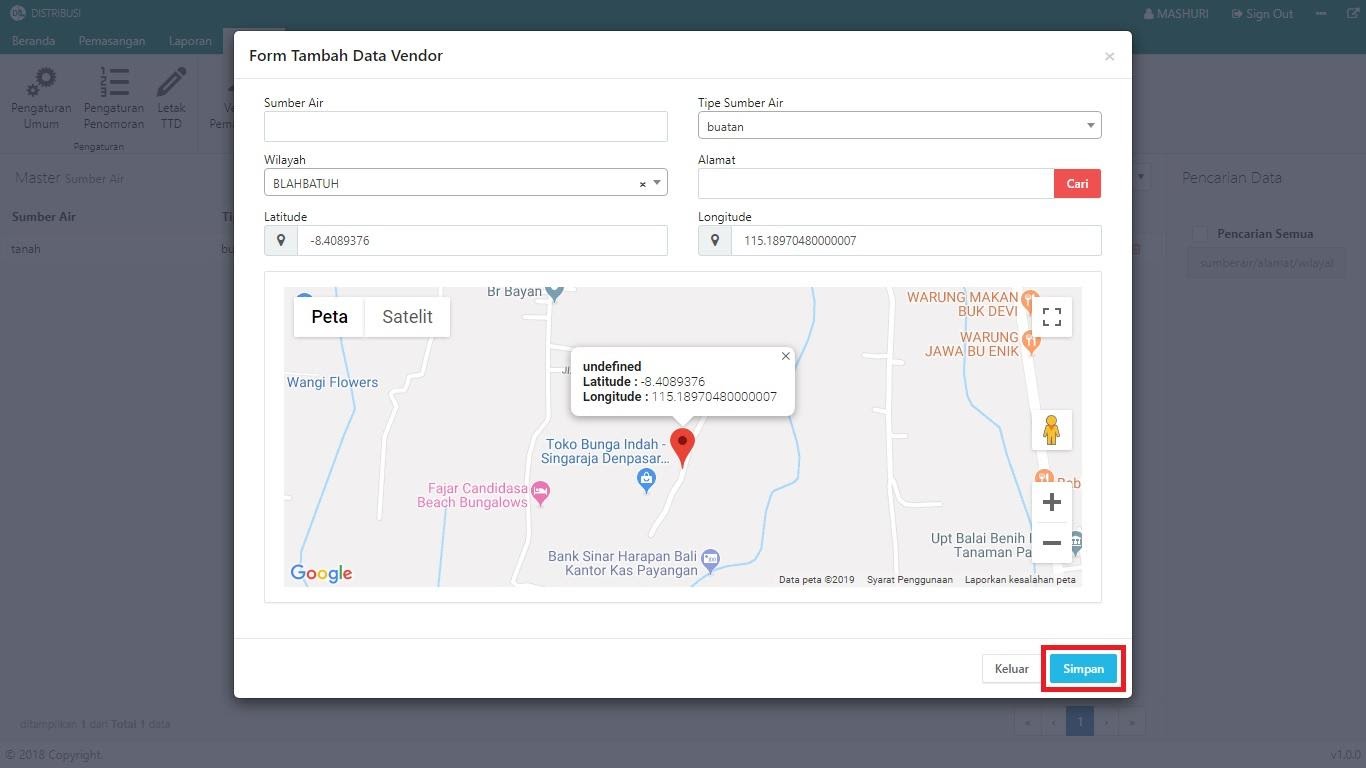 DISTRIBUSI
MASHURI
Sign Out
Beranda
Pemasangan
Laporan
Pengaturan
Umum
Pengaturan
Penomoran
Letak
TTD
Pengaturan
Master Sumber Air
Sumber Air
tanah
Form Tambah Data Vendor
×
Sumber Air
Tipe Sumber Air
buatan
Wilayah
BLAHBATUH
×
Alamat
Cari
Latitude
-8.4089376
Longitude
115.18970480000007
Peta
Satelit
Br Bayan
WARUNG MAKAN
BUK DEVI
WARUNG
JAWA BU ENIK
Wangi Flowers
undefined
Latitude : -8.4089376
Longitude : 115.18970480000007
Toko Bunga Indah -
Singaraja Denpasar...
Fajar Candidasa
Beach Bungalows
Bank Sinar Harapan Bali
Kantor Kas Payangan
Upt Balai Benih
Tanaman Pa
Google
Data peta ©2019
Syarat Penggunaan
Laporkan kesalahan peta
Keluar
Simpan
Pencarian Data
Pencarian Semua
sumberair/alamat/wilayal
ditampilkan 1 dari Total 1 data
« ‹ 1 › »
© 2018 Copyright.
v1.0.0